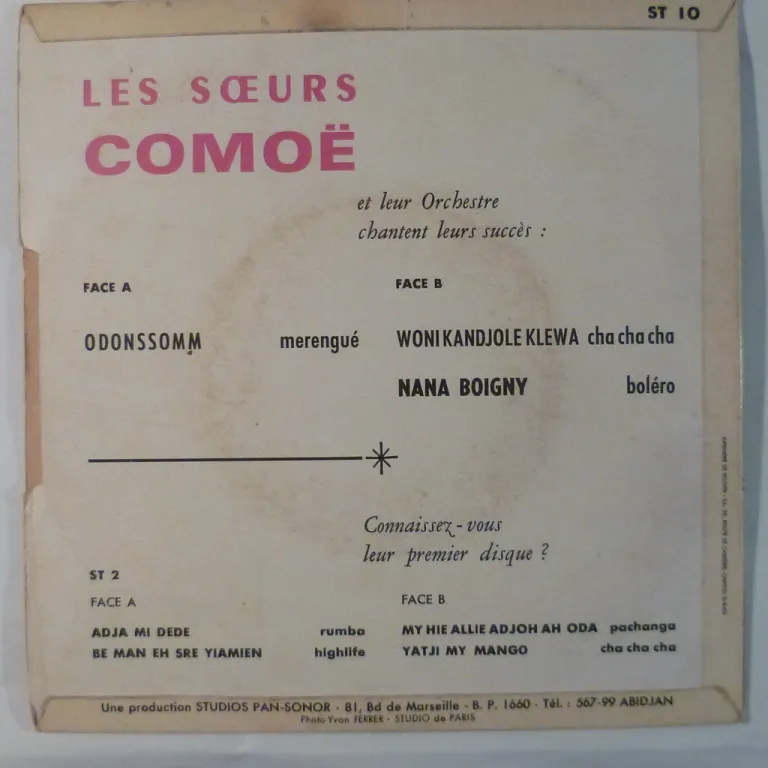 ST 10
LES SŒURS
COMOË
et leur Orchestre
chantent leurs succès :
FACE A FACE B
ODONSSOMM merengué WONI KANDJOLE KLEWA cha cha cha
NANA BOIGNY boléro
Connaissez-vous
leur premier disque ?
ST 2
FACE A FACE B
ADJA MI DEDE rumba MY HIE ALLIE ADJOH AH ODA pachanga
BE MAN EH SRE YIAMIEN highlife YATJI MY MANGO cha cha cha
Une production STUDIOS PAN-SONOR - 81, Bd de Marseille - B. P. 1660 - Tél. : 567-99 ABIDJAN
Photo Yvan FERRER - STUDIO de PARIS